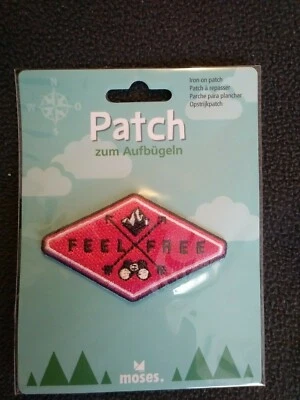 Iron-on patch
Patch à repasser
Parche para planchar
Opstrijkpatch
Patch
zum Aufbügeln
FEEL FREE
moses.